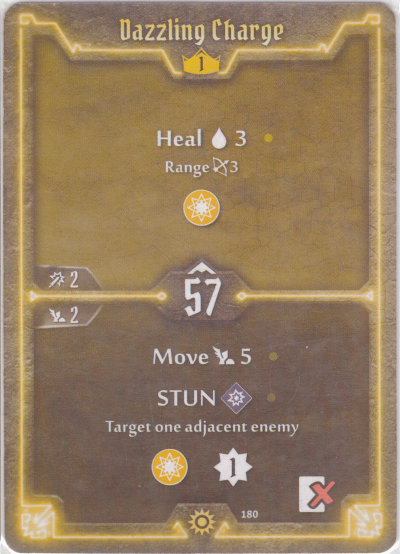 Dazzling Charge
1
Heal 3
Range 3
2
57
2
Move 5
STUN
Target one adjacent enemy
1
180